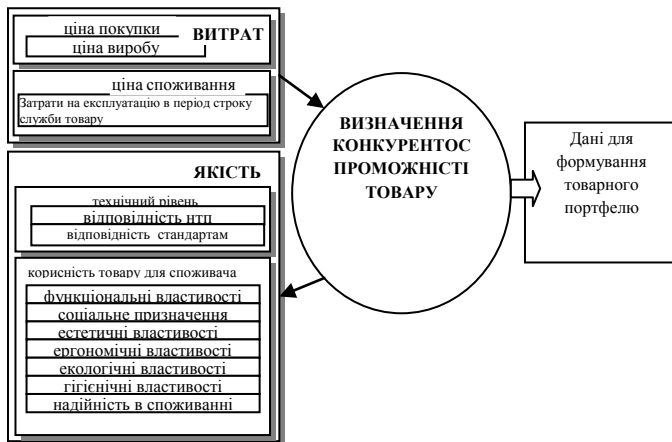 ціна покупки
ВИТРАТ
ціна виробу
ціна споживання
Затрати на експлуатацію в період строку
служби товару
ЯКІСТЬ
технічний рівень
відповідність нтп
відповідність стандартам
корисність товару для споживача
функціональні властивості
соціальне призначення
естетичні властивості
ергономічні властивості
екологічні властивості
гігієнічні властивості
надійність в споживанні
ВИЗНАЧЕННЯ
КОНКУРЕНТОС
ПРОМОЖНІСТІ
ТОВАРУ
Дані для
формування
товарного
портфелю